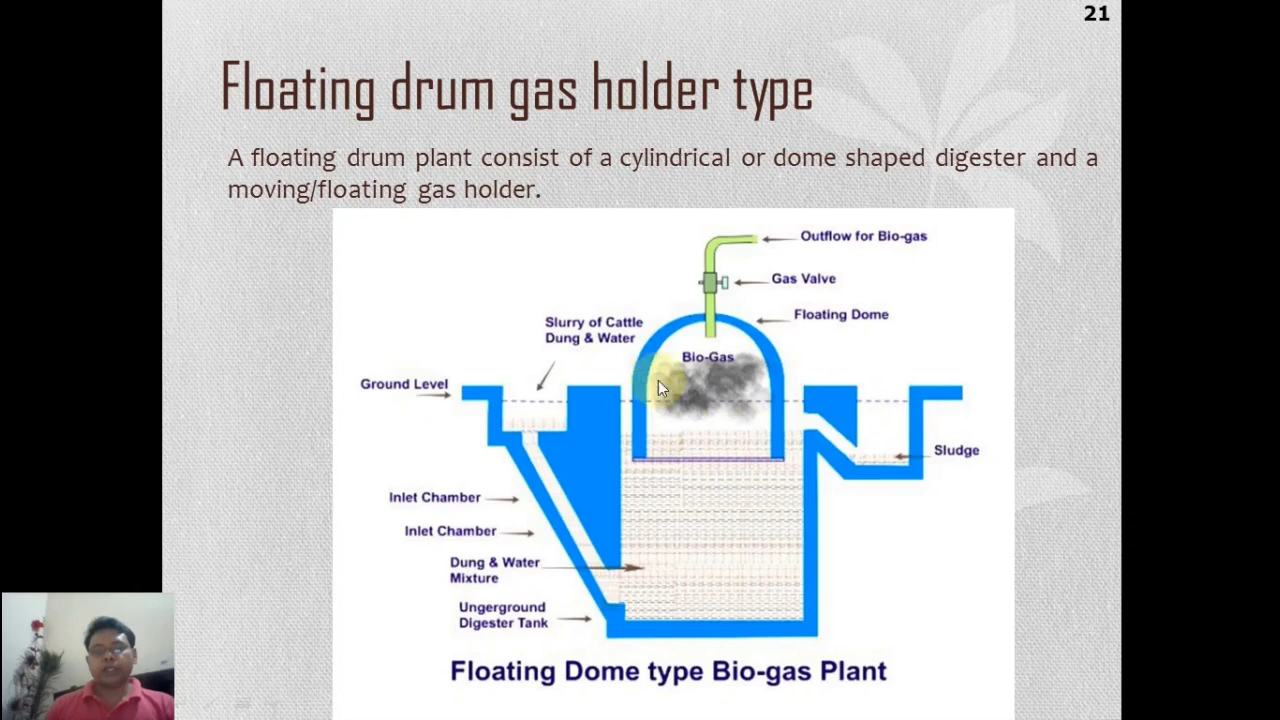 21
Floating drum gas holder type
A floating drum plant consist of a cylindrical or dome shaped digester and a
moving/floating gas holder.
Outflow for Bio-gas
Gas Valve
Floating Dome
Slurry of Cattle
Dung & Water
Bio-Gas
Ground Level
Sludge
Inlet Chamber
Inlet Chamber
Dung & Water
Mixture
Ungerground
Digester Tank
Floating Dome type Bio-gas Plant